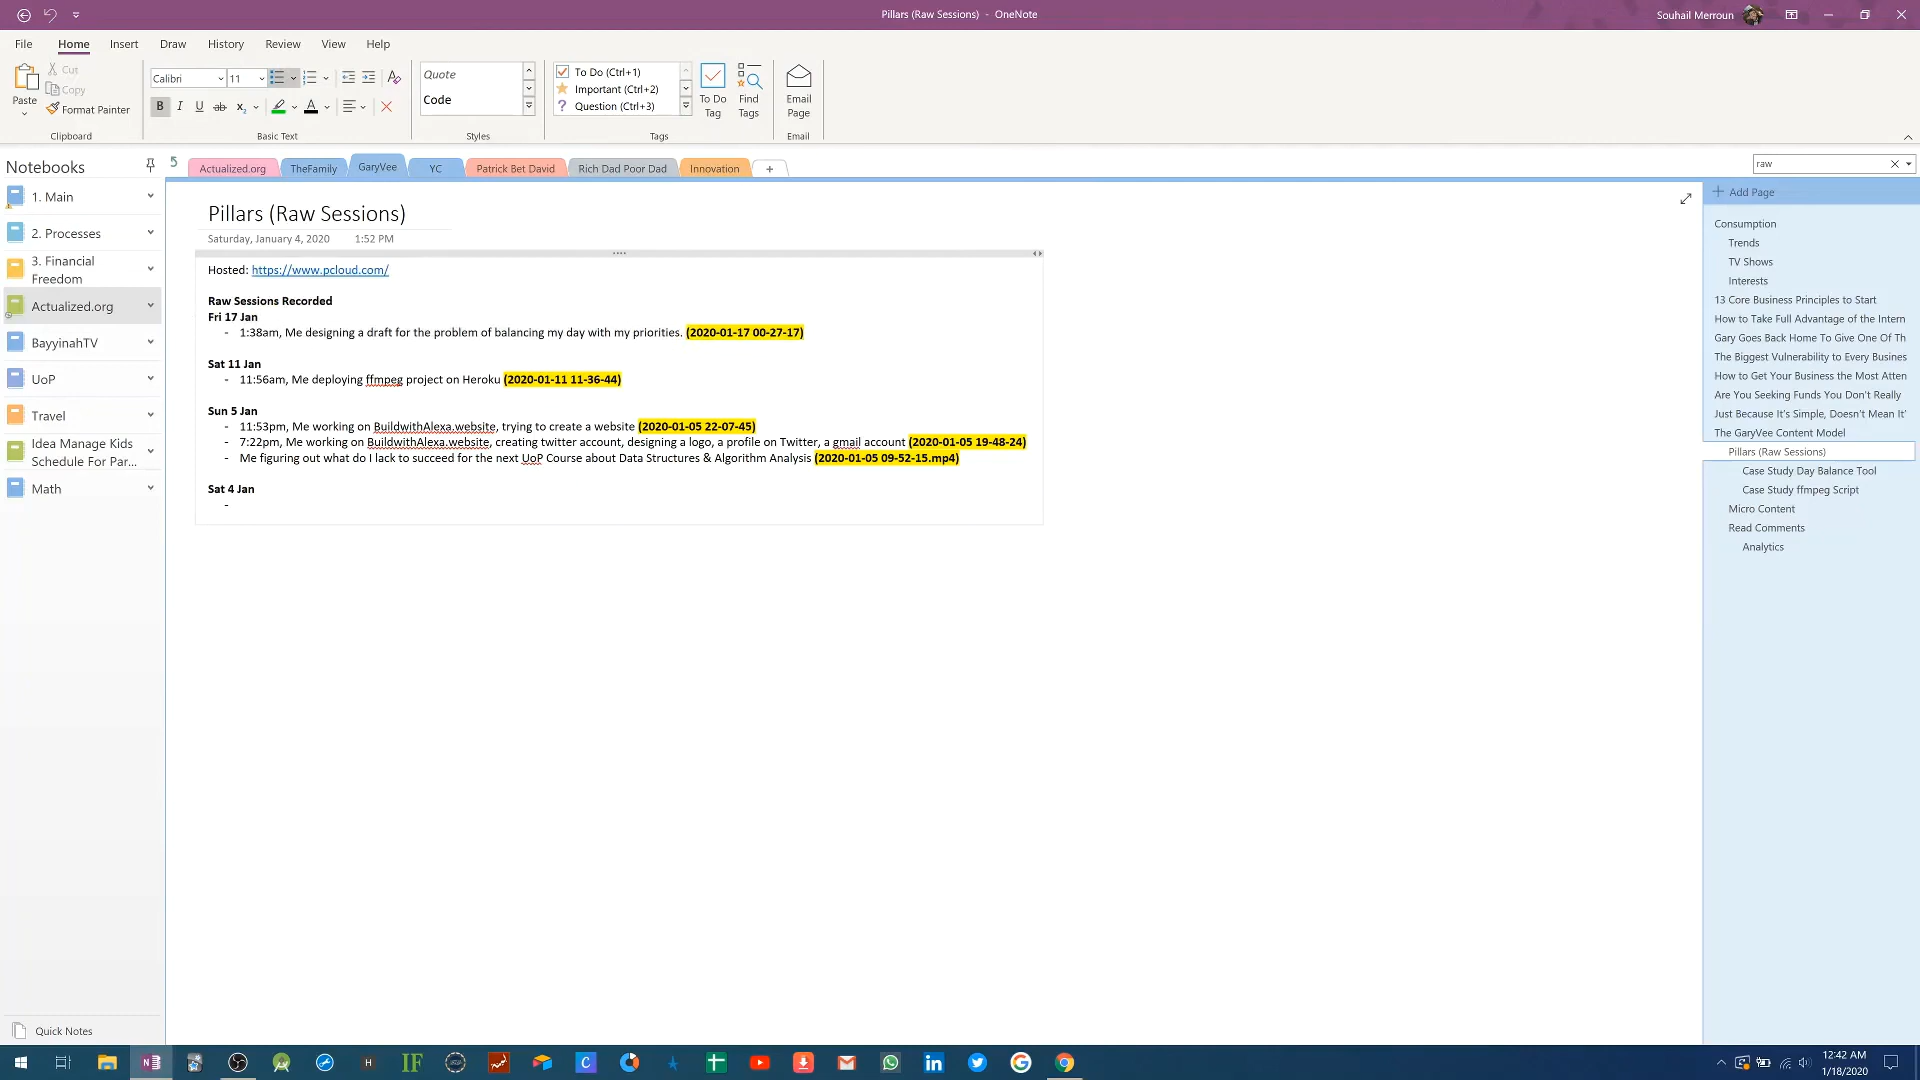 Pillars (Raw Sessions) - OneNote
Souhail Merroun
File Home Insert Draw History Review View Help
Paste
Cut
Copy
Format Painter
Clipboard
Calibri 11
B I U ab x₂ A
Basic Text
Quote
Code
Styles
To Do (Ctrl+1)
Important (Ctrl+2)
? Question (Ctrl+3)
Tags
To Do Tag
Find Tags
Email Page
Email
Notebooks
1. Main
2. Processes
3. Financial
Freedom
Actualized.org
BayyinahTV
UoP
Travel
Idea Manage Kids
Schedule For Par...
Math
Quick Notes
Actualized.org TheFamily GaryVee YC Patrick Bet David Rich Dad Poor Dad Innovation +
raw
Pillars (Raw Sessions)
Saturday, January 4, 2020 1:52 PM
Hosted: https://www.pcloud.com/
Raw Sessions Recorded
Fri 17 Jan
- 1:38am, Me designing a draft for the problem of balancing my day with my priorities. (2020-01-17 00-27-17)
Sat 11 Jan
- 11:56am, Me deploying ffmpeg project on Heroku (2020-01-11 11-36-44)
Sun 5 Jan
- 11:53pm, Me working on BuildwithAlexa.website, trying to create a website (2020-01-05 22-07-45)
- 7:22pm, Me working on BuildwithAlexa.website, creating twitter account, designing a logo, a profile on Twitter, a gmail account (2020-01-05 19-48-24)
- Me figuring out what do I lack to succeed for the next UoP Course about Data Structures & Algorithm Analysis (2020-01-05 09-52-15.mp4)
Sat 4 Jan
-
Add Page
Consumption
Trends
TV Shows
Interests
13 Core Business Principles to Start
How to Take Full Advantage of the Intern
Gary Goes Back Home To Give One Of Th
The Biggest Vulnerability to Every Busines
How to Get Your Business the Most Atten
Are You Seeking Funds You Don't Really
Just Because It's Simple, Doesn't Mean It'
The GaryVee Content Model
Pillars (Raw Sessions)
Case Study Day Balance Tool
Case Study ffmpeg Script
Micro Content
Read Comments
Analytics
H IF C
12:42 AM
1/18/2020